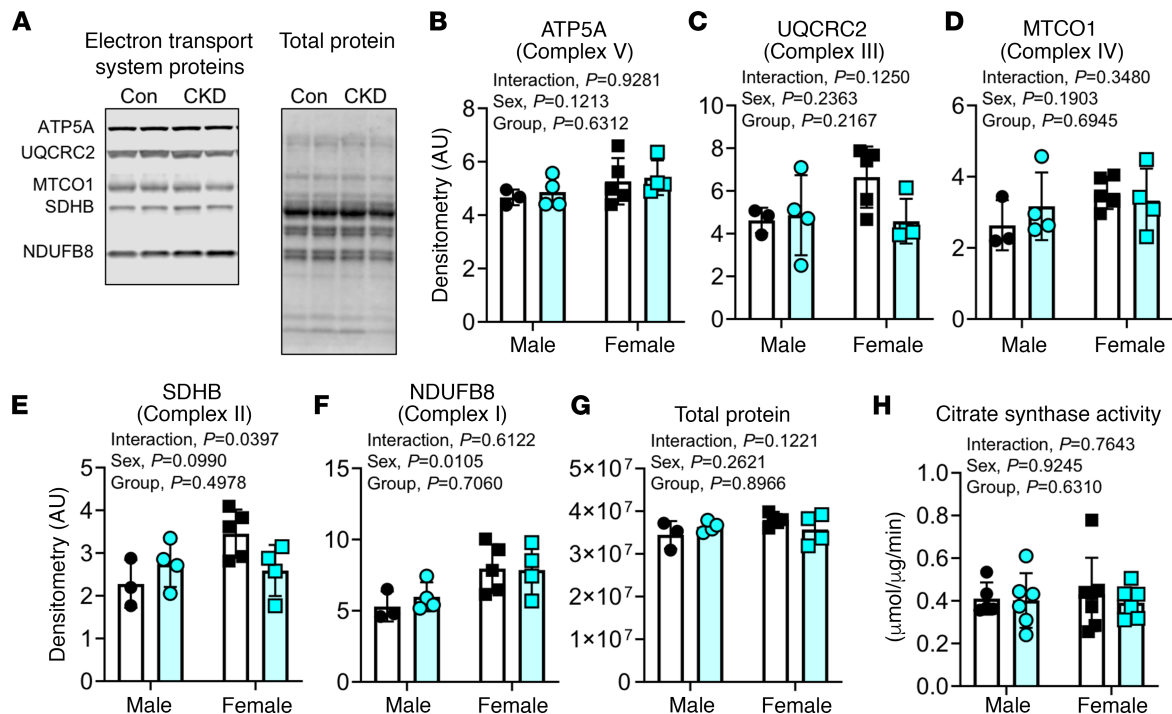 A
Electron transport
system proteins
Total protein
Con CKD
Con CKD
ATP5A
UQCRC2
MTCO1
SDHB
NDUFB8
B
ATP5A
(Complex V)
Interaction, P=0.9281
Sex, P=0.1213
Group, P=0.6312
Densitometry (AU)
8
6
4
2
0
Male Female
C
UQCRC2
(Complex III)
Interaction, P=0.1250
Sex, P=0.2363
Group, P=0.2167
10
8
6
4
2
0
Male Female
D
MTCO1
(Complex IV)
Interaction, P=0.3480
Sex, P=0.1903
Group, P=0.6945
6
4
2
0
Male Female
E
SDHB
(Complex II)
Interaction, P=0.0397
Sex, P=0.0990
Group, P=0.4978
Densitometry (AU)
5
4
3
2
1
0
Male Female
F
NDUFB8
(Complex I)
Interaction, P=0.6122
Sex, P=0.0105
Group, P=0.7060
15
10
5
0
Male Female
G
Total protein
Interaction, P=0.1221
Sex, P=0.2621
Group, P=0.8966
5×10⁷
4×10⁷
3×10⁷
2×10⁷
1×10⁷
0
Male Female
H
Citrate synthase activity
Interaction, P=0.7643
Sex, P=0.9245
Group, P=0.6310
(μmol/μg/min)
1.0
0.8
0.6
0.4
0.2
0.0
Male Female